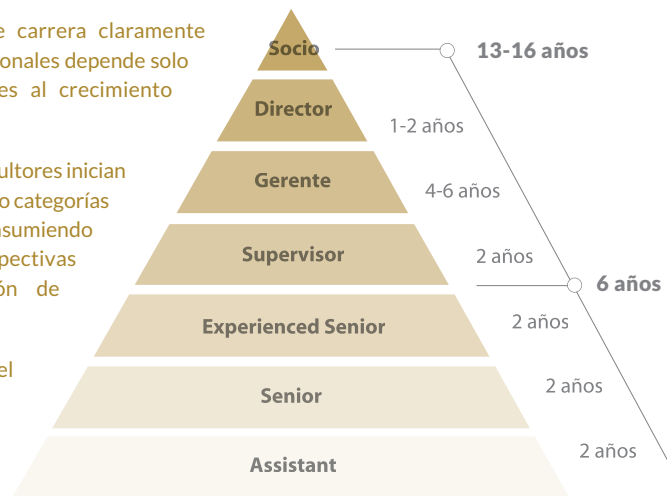 e carrera claramente
onales depende solo
es al crecimiento
ultores inician
o categorías
sumiendo
pectivas
ón de
el
Socio
13-16 años
Director
1-2 años
Gerente
4-6 años
Supervisor
2 años
6 años
Experienced Senior
2 años
Senior
2 años
Assistant
2 años